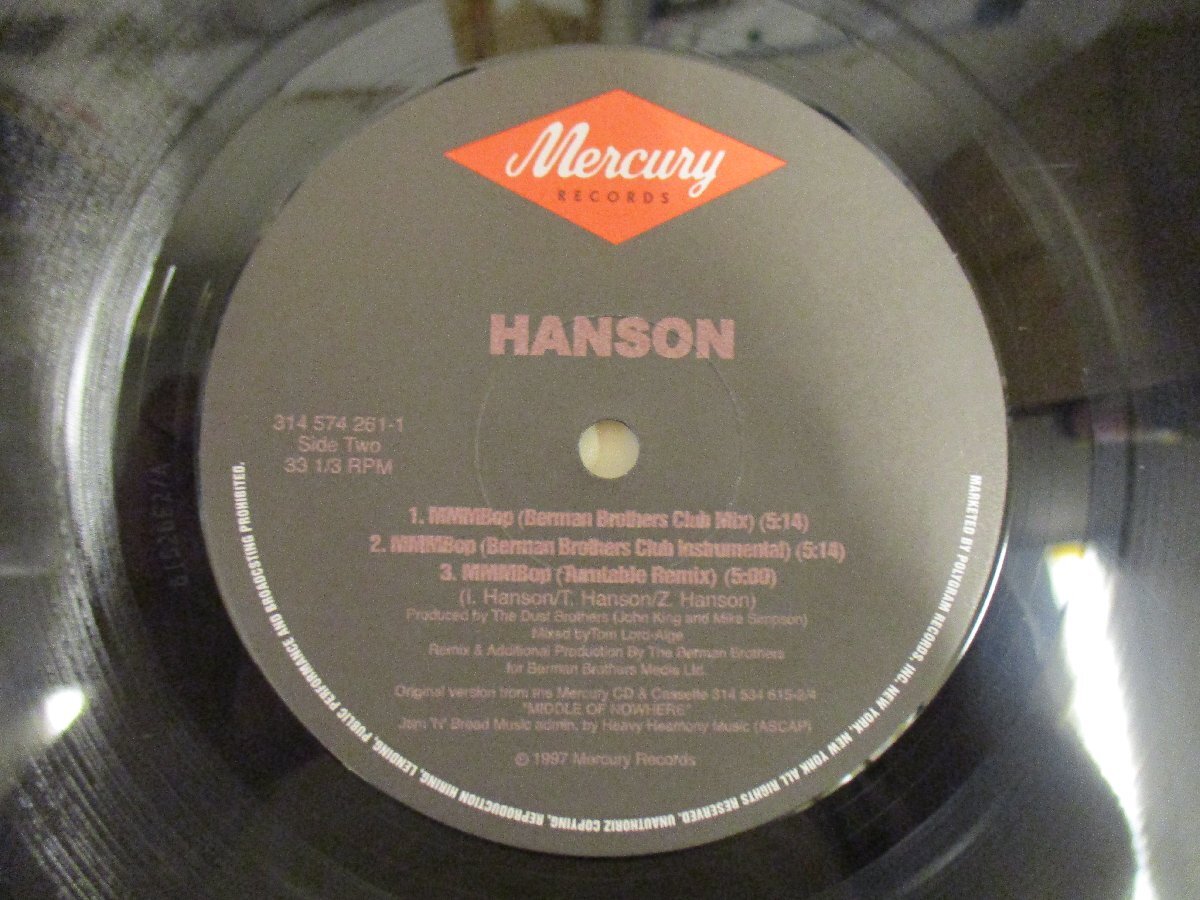 Mercury
RECORDS
HANSON
314 574 261-1
Side Two
33 1/3 RPM
1. MMMBop (Berman Brothers Club Mix) (5:14)
2. MMMBop (Berman Brothers Club Instrumental) (5:14)
3. MMMBop (Turntable Remix) (5:00)
(I. Hanson/T. Hanson/Z. Hanson)
Produced by The Dust Brothers (John King and Mike Simpson)
Mixed by Tom Lord-Alge
Remix & Additional Production By The Berman Brothers
for Berman Brothers Media Ltd.
Original version from the Mercury CD & Cassette 314 534 615-2/4
"MIDDLE OF NOWHERE"
Jam 'N' Bread Music admin. by Heavy Harmony Music (ASCAP)
© 1997 Mercury Records
MARKETED BY POLYGRAM RECORDS, INC. NEW YORK, NEW YORK ALL RIGHTS RESERVED. UNAUTHORIZ COPYING, REPRODUCTION HIRING, LENDING, PUBLIC PERFORMANCE AND BROADCASTING PROHIBITED.